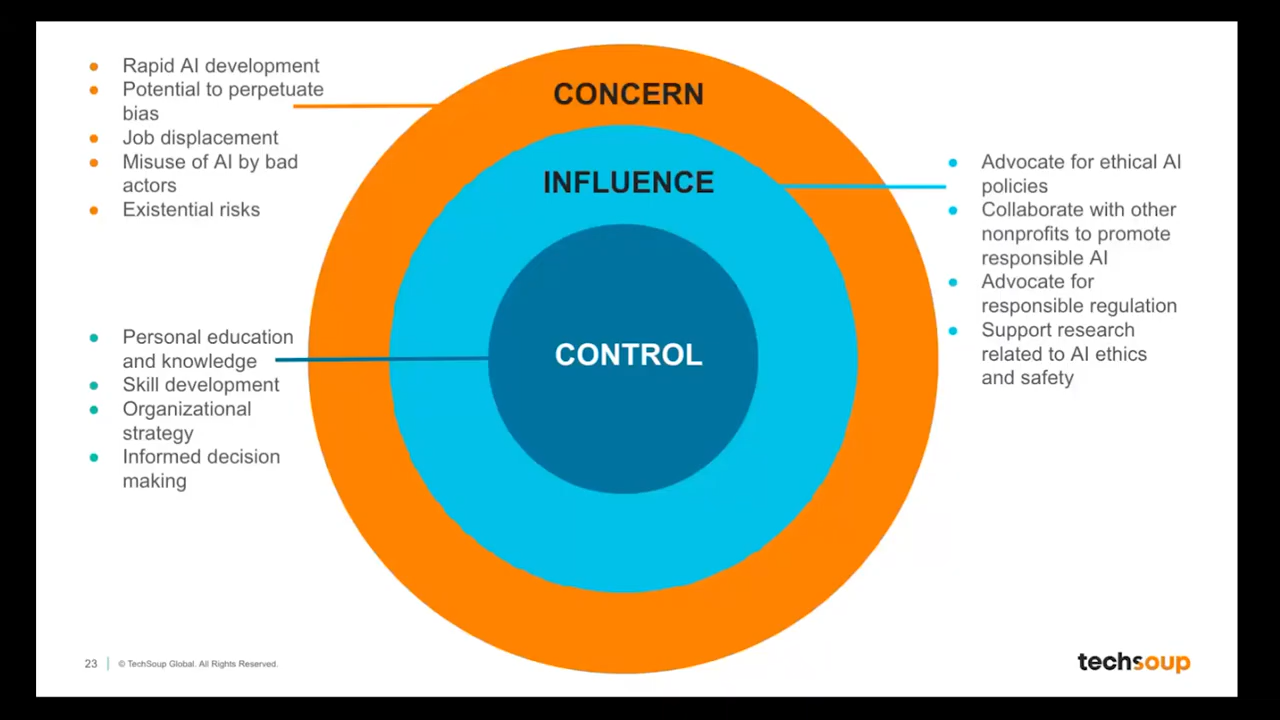 Rapid AI development
Potential to perpetuate
bias
Job displacement
Misuse of AI by bad
actors
Existential risks
CONCERN
INFLUENCE
CONTROL
Advocate for ethical AI
policies
Collaborate with other
nonprofits to promote
responsible AI
Advocate for
responsible regulation
Support research
related to AI ethics
and safety
Personal education
and knowledge
Skill development
Organizational
strategy
Informed decision
making
23
© TechSoup Global. All Rights Reserved.
techsoup